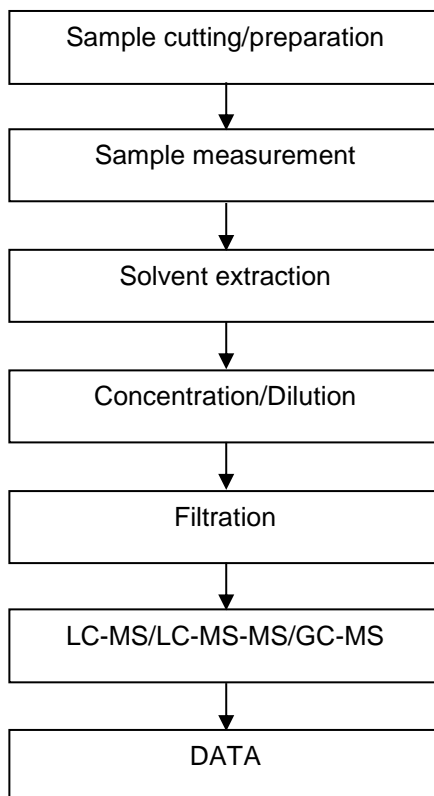 Sample cutting/preparation
Sample measurement
Solvent extraction
Concentration/Dilution
Filtration
LC-MS/LC-MS-MS/GC-MS
DATA